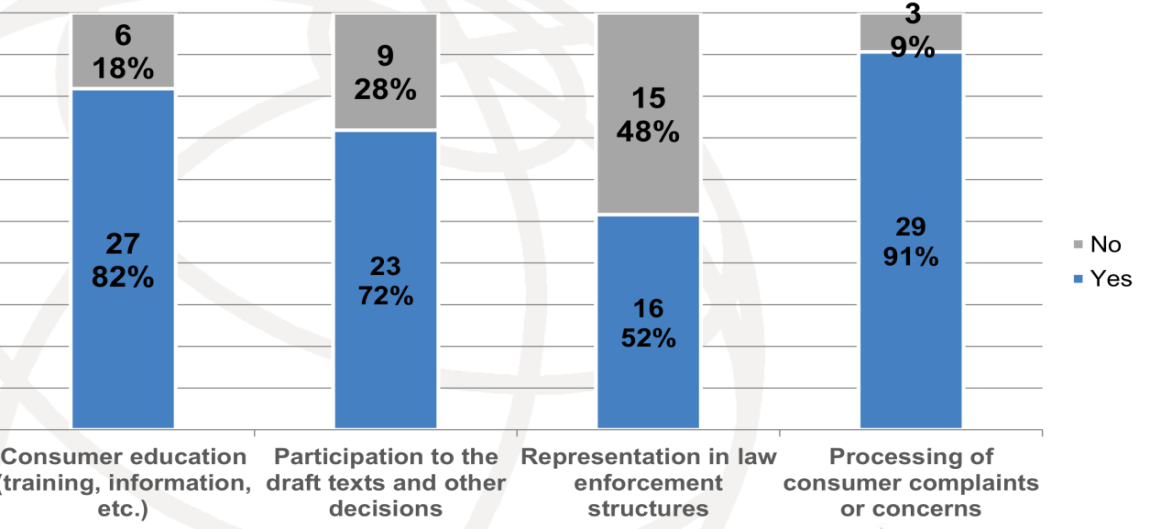 6
18%
9
28%
15
48%
3
9%
27
82%
23
72%
16
52%
29
91%
No
Yes
Consumer education
(training, information,
etc.)
Participation to the
draft texts and other
decisions
Representation in law
enforcement
structures
Processing of
consumer complaints
or concerns